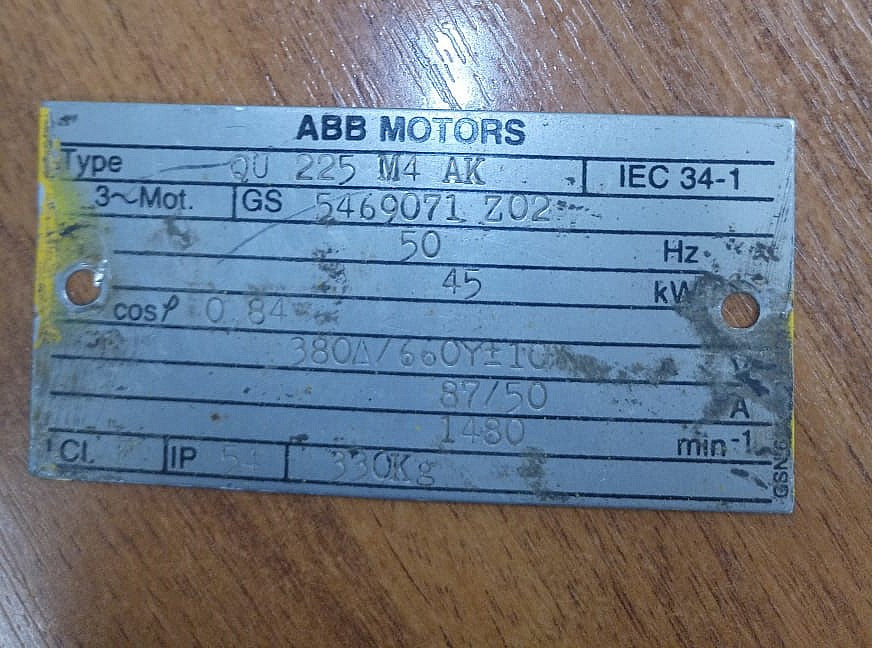 ABB MOTORS
Type QU 225 M4 AK IEC 34-1
3~Mot. GS 5469071 Z02
50 Hz
45 kW
cosφ 0,84
380Δ/660Y±10
87/50 A
1480 min-1
Cl. IP 54 330Kg